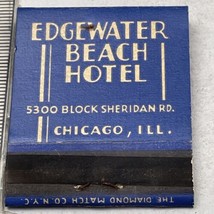 EDGEWATER
BEACH
HOTEL
5300 BLOCK SHERIDAN RD.
CHICAGO, ILL.
THE DIAMOND MATCH CO. N.Y.C.